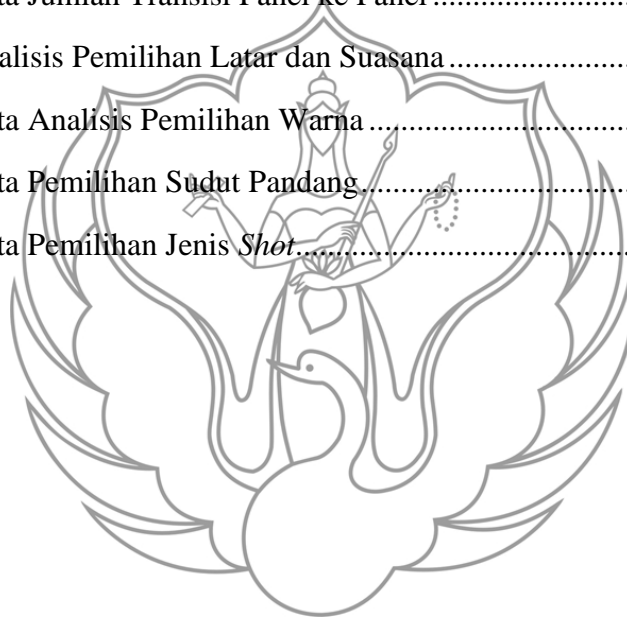 ta Jumlah Transisi Panel ke Panel........................
alisis Pemilihan Latar dan Suasana........................
ta Analisis Pemilihan Warna..................................
ta Pemilihan Sudut Pandang..................................
ta Pemilihan Jenis Shot..........................................